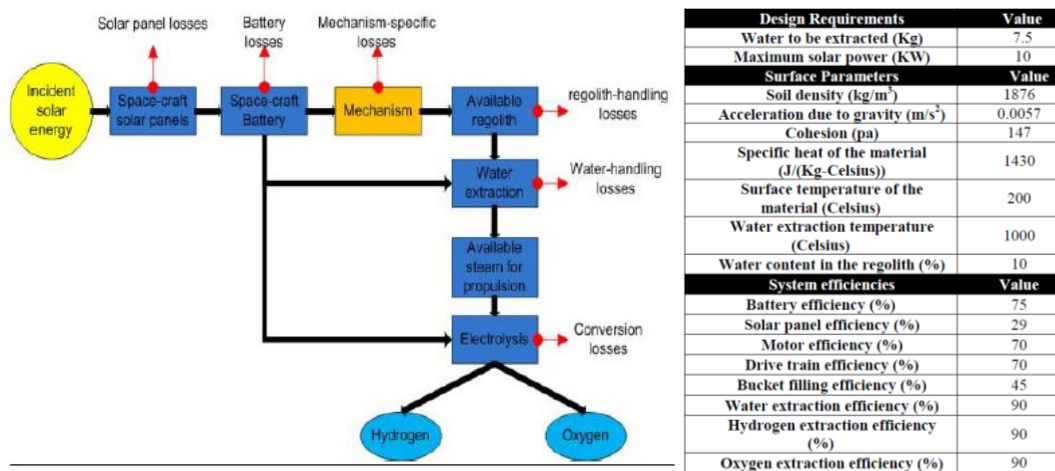 Solar panel losses
Battery
losses
Mechanism-specific
losses
Incident
solar
energy
Space-craft
solar panels
Space-craft
Battery
Mechanism
Available
regolith
regolith-handling
losses
Water
extraction
Water-handling
losses
Available
steam for
propulsion
Electrolysis
Conversion
losses
Hydrogen
Oxygen
Design Requirements Value
Water to be extracted (Kg) 7.5
Maximum solar power (KW) 10
Surface Parameters Value
Soil density (kg/m³) 1876
Acceleration due to gravity (m/s²) 0.0057
Cohesion (pa) 147
Specific heat of the material
(J/(Kg-Celsius)) 1430
Surface temperature of the
material (Celsius) 200
Water extraction temperature
(Celsius) 1000
Water content in the regolith (%) 10
System efficiencies Value
Battery efficiency (%) 75
Solar panel efficiency (%) 29
Motor efficiency (%) 70
Drive train efficiency (%) 70
Bucket filling efficiency (%) 45
Water extraction efficiency (%) 90
Hydrogen extraction efficiency
(%) 90
Oxygen extraction efficiency (%) 90